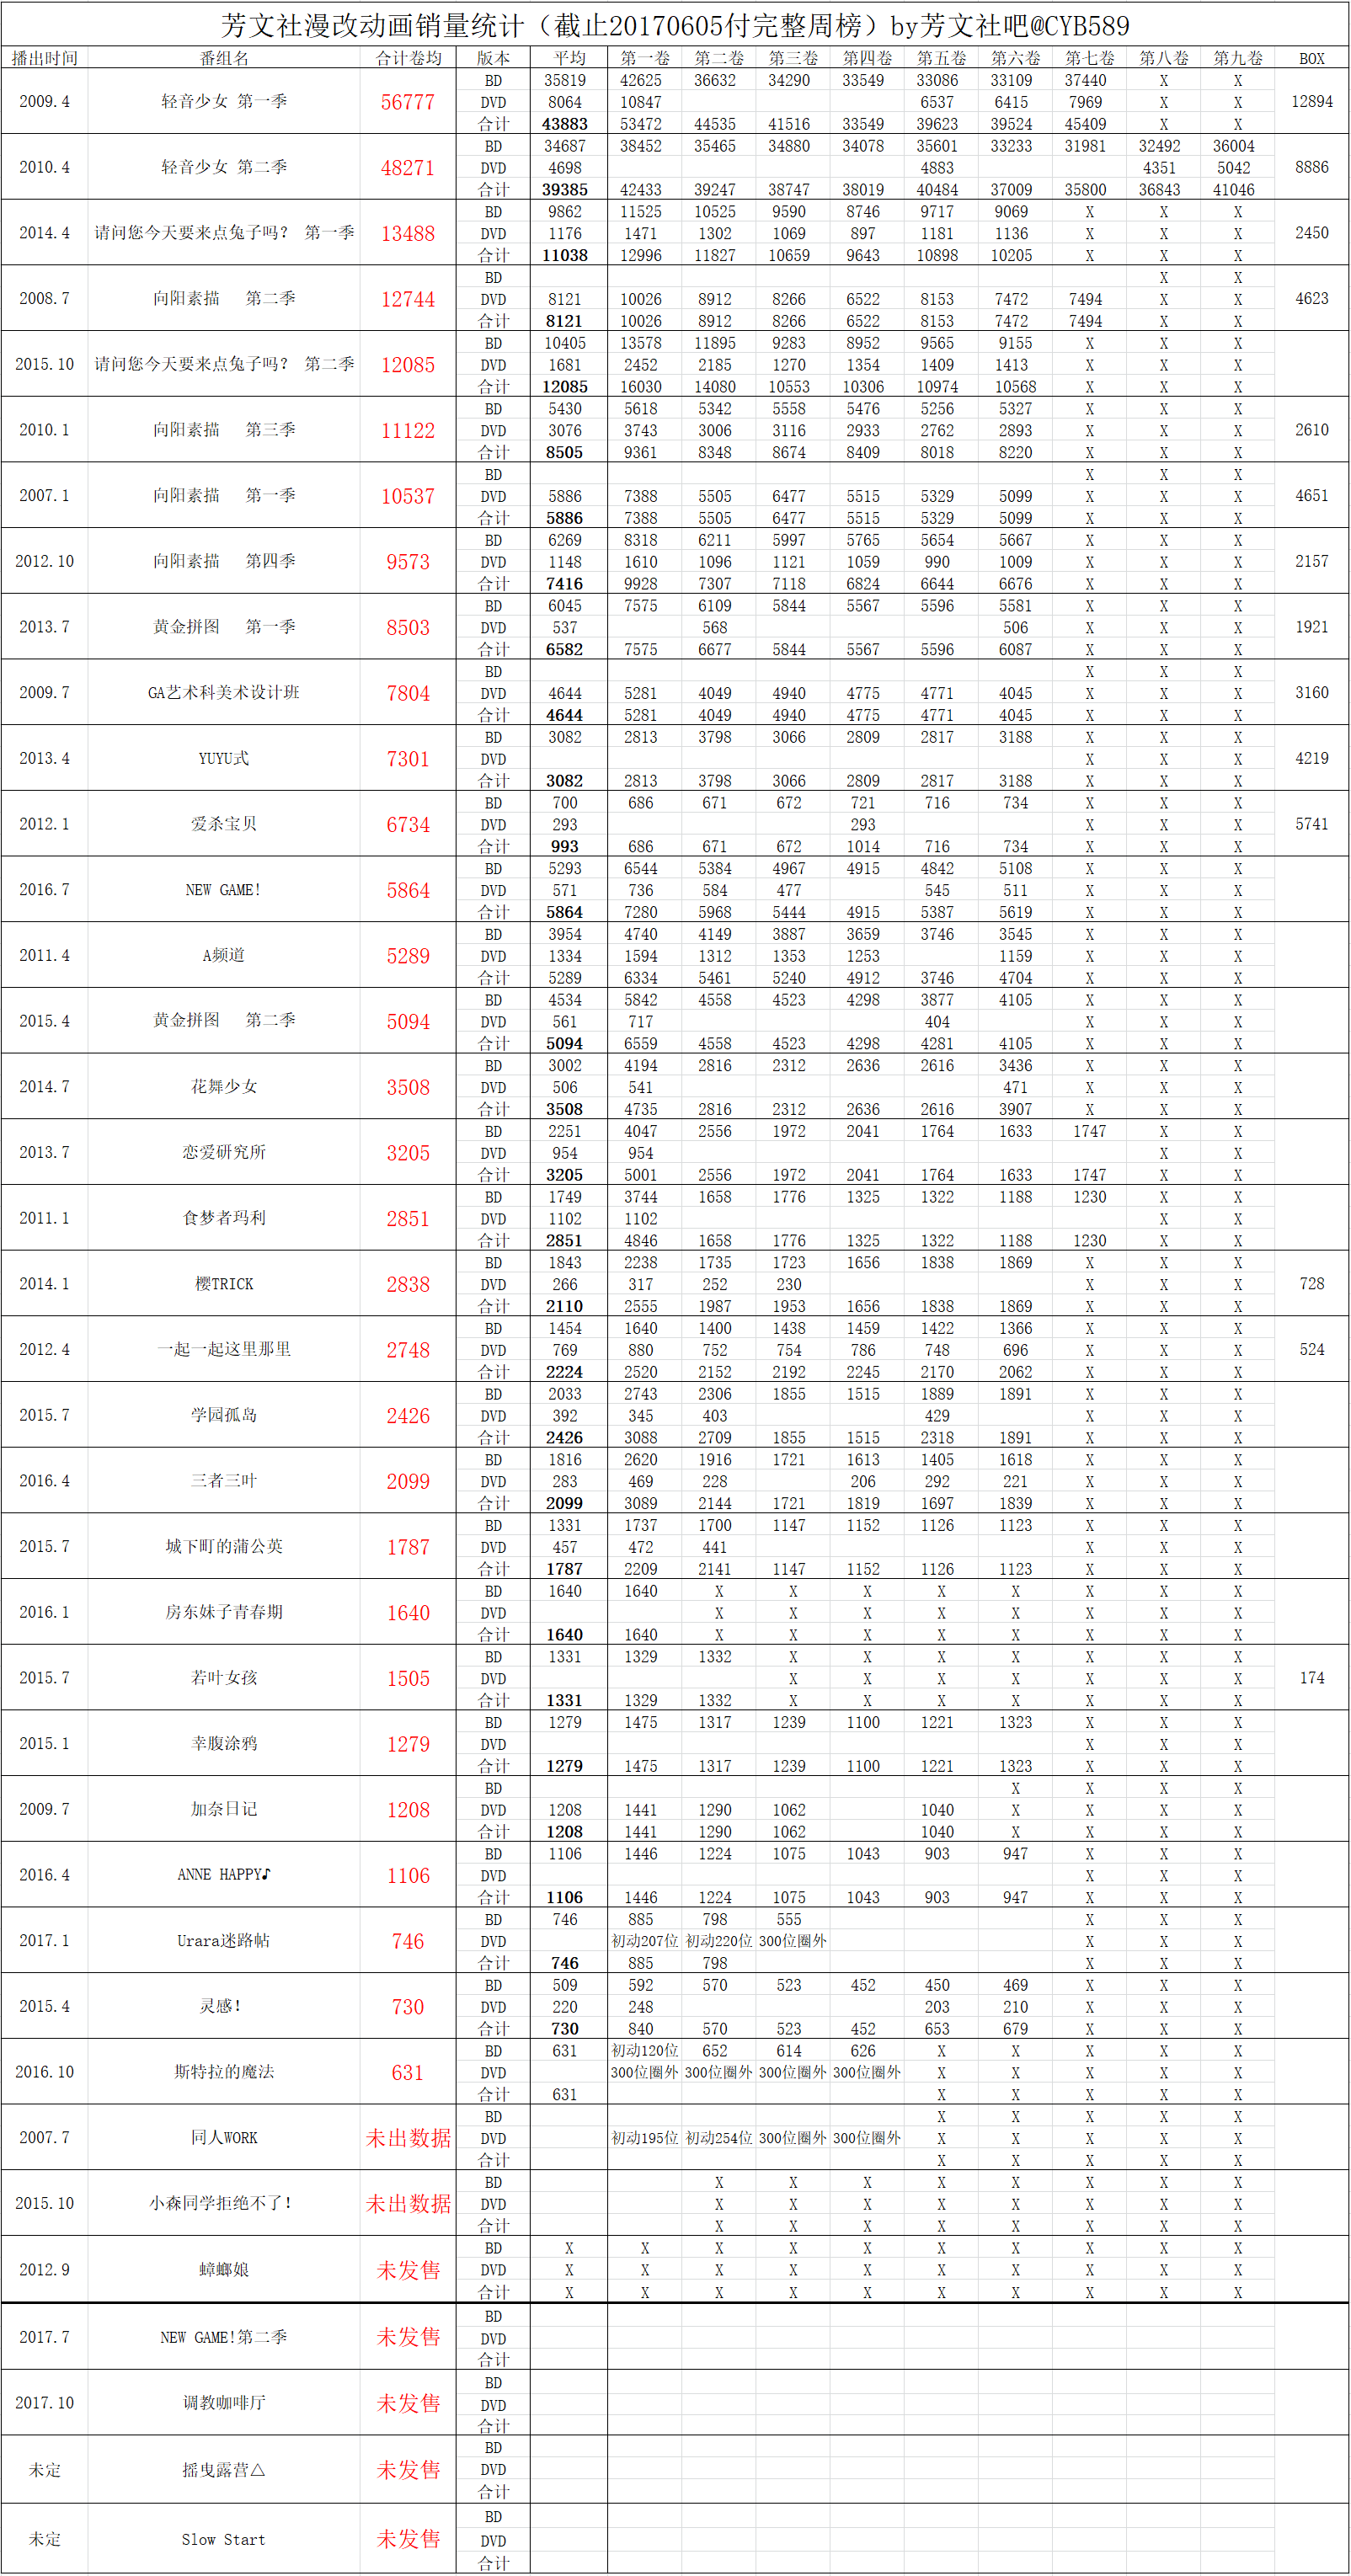 芳文社漫改动画销量统计（截止20170605付完整周榜）by芳文社吧@CYB589
播出时间 番组名 合计卷均 版本 平均 第一卷 第二卷 第三卷 第四卷 第五卷 第六卷 第七卷 第八卷 第九卷 BOX
BD 35819 42625 36632 34290 33549 33086 33109 37440 X X
2009.4 轻音少女 第一季 56777 DVD 8064 10847 6537 6415 7969 X X 12894
合计 43883 53472 44535 41516 33549 39623 39524 45409 X X
BD 34687 38452 35465 34880 34078 35601 33233 31981 32492 36004
2010.4 轻音少女 第二季 48271 DVD 4698 4883 4351 5042 8886
合计 39385 42433 39247 38747 38019 40484 37009 35800 36843 41046
BD 9862 11525 10525 9590 8746 9717 9069 X X X
2014.4 请问您今天要来点兔子吗? 第一季 13488 DVD 1176 1471 1302 1069 897 1181 1136 X X X 2450
合计 11038 12996 11827 10659 9643 10898 10205 X X X
BD X X
2008.7 向阳素描 第二季 12744 DVD 8121 10026 8912 8266 6522 8153 7472 7494 X X 4623
合计 8121 10026 8912 8266 6522 8153 7472 7494 X X
BD 10405 13578 11895 9283 8952 9565 9155 X X X
2015.10 请问您今天要来点兔子吗? 第二季 12085 DVD 1681 2452 2185 1270 1354 1409 1413 X X X
合计 12085 16030 14080 10553 10306 10974 10568 X X X
BD 5430 5618 5342 5558 5476 5256 5327 X X X
2010.1 向阳素描 第三季 11122 DVD 3076 3743 3006 3116 2933 2762 2893 X X X 2610
合计 8505 9361 8348 8674 8409 8018 8220 X X X
BD X X X
2007.1 向阳素描 第一季 10537 DVD 5886 7388 5505 6477 5515 5329 5099 X X X 4651
合计 5886 7388 5505 6477 5515 5329 5099 X X X
BD 6269 8318 6211 5997 5765 5654 5667 X X X
2012.10 向阳素描 第四季 9573 DVD 1148 1610 1096 1121 1059 990 1009 X X X 2157
合计 7416 9928 7307 7118 6824 6644 6676 X X X
BD 6045 7575 6109 5844 5567 5596 5581 X X X
2013.7 黄金拼图 第一季 8503 DVD 537 568 506 X X X 1921
合计 6582 7575 6677 5844 5567 5596 6087 X X X
BD X X X
2009.7 GA艺术科美术设计班 7804 DVD 4644 5281 4049 4940 4775 4771 4045 X X X 3160
合计 4644 5281 4049 4940 4775 4771 4045 X X X
BD 3082 2813 3798 3066 2809 2817 3188 X X X
2013.4 YUYU式 7301 DVD X X X 4219
合计 3082 2813 3798 3066 2809 2817 3188 X X X
BD 700 686 671 672 721 716 734 X X X
2012.1 爱杀宝贝 6734 DVD 293 293 X X X 5741
合计 993 686 671 672 1014 716 734 X X X
BD 5293 6544 5384 4967 4915 4842 5108 X X X
2016.7 NEW GAME! 5864 DVD 571 736 584 477 545 511 X X X
合计 5864 7280 5968 5444 4915 5387 5619 X X X
BD 3954 4740 4149 3887 3659 3746 3545 X X X
2011.4 A频道 5289 DVD 1334 1594 1312 1353 1253 1159 X X X
合计 5289 6334 5461 5240 4912 3746 4704 X X X
BD 4534 5842 4558 4523 4298 3877 4105 X X X
2015.4 黄金拼图 第二季 5094 DVD 561 717 404 X X X
合计 5094 6559 4558 4523 4298 4281 4105 X X X
BD 3002 4194 2816 2312 2636 2616 3436 X X X
2014.7 花舞少女 3508 DVD 506 541 471 X X X
合计 3508 4735 2816 2312 2636 2616 3907 X X X
BD 2251 4047 2556 1972 2041 1764 1633 1747 X X
2013.7 恋爱研究所 3205 DVD 954 954 X X
合计 3205 5001 2556 1972 2041 1764 1633 1747 X X
BD 1749 3744 1658 1776 1325 1322 1188 1230 X X
2011.1 食梦者玛利 2851 DVD 1102 1102 X X
合计 2851 4846 1658 1776 1325 1322 1188 1230 X X
BD 1843 2238 1735 1723 1656 1838 1869 X X X
2014.1 樱TRICK 2838 DVD 266 317 252 230 X X X 728
合计 2110 2555 1987 1953 1656 1838 1869 X X X
BD 1454 1640 1400 1438 1459 1422 1366 X X X
2012.4 一起一起这里那里 2748 DVD 769 880 752 754 786 748 696 X X X 524
合计 2224 2520 2152 2192 2245 2170 2062 X X X
BD 2033 2743 2306 1855 1515 1889 1891 X X X
2015.7 学园孤岛 2426 DVD 392 345 403 429 X X X
合计 2426 3088 2709 1855 1515 2318 1891 X X X
BD 1816 2620 1916 1721 1613 1405 1618 X X X
2016.4 三者三叶 2099 DVD 283 469 228 206 292 221 X X X
合计 2099 3089 2144 1721 1819 1697 1839 X X X
BD 1331 1737 1700 1147 1152 1126 1123 X X X
2015.7 城下町的蒲公英 1787 DVD 457 472 441 X X X
合计 1787 2209 2141 1147 1152 1126 1123 X X X
BD 1640 1640 X X X X X X X X
2016.1 房东妹子青春期 1640 DVD X X X X X X X X
合计 1640 1640 X X X X X X X X
BD 1331 1329 1332 X X X X X X X
2015.7 若叶女孩 1505 DVD X X X X X X X 174
合计 1331 1329 1332 X X X X X X X
BD 1279 1475 1317 1239 1100 1221 1323 X X X
2015.1 幸腹涂鸦 1279 DVD X X X
合计 1279 1475 1317 1239 1100 1221 1323 X X X
BD X X X X
2009.7 加奈日记 1208 DVD 1208 1441 1290 1062 1040 X X X X
合计 1208 1441 1290 1062 1040 X X X X
BD 1106 1446 1224 1075 1043 903 947 X X X
2016.4 ANNE HAPPY♪ 1106 DVD X X X
合计 1106 1446 1224 1075 1043 903 947 X X X
BD 746 885 798 555 X X X
2017.1 Urara迷路帖 746 DVD 初动207位 初动220位 300位圈外 X X X
合计 746 885 798 X X X
BD 509 592 570 523 452 450 469 X X X
2015.4 灵感! 730 DVD 220 248 203 210 X X X
合计 730 840 570 523 452 653 679 X X X
BD 631 初动120位 652 614 626 X X X X X
2016.10 斯特拉的魔法 631 DVD 300位圈外 300位圈外 300位圈外 300位圈外 X X X X X
合计 631 X X X X X
BD X X X X X
2007.7 同人WORK 未出数据 DVD 初动195位 初动254位 300位圈外 300位圈外 X X X X X
合计 X X X X X
BD X X X X X X X X
2015.10 小森同学拒绝不了! 未出数据 DVD X X X X X X X X
合计 X X X X X X X X
BD X X X X X X X X X X
2012.9 蟑螂娘 未发售 DVD X X X X X X X X X X
合计 X X X X X X X X X X
BD
2017.7 NEW GAME!第二季 未发售 DVD
合计
BD
2017.10 调教咖啡厅 未发售 DVD
合计
BD
未定 摇曳露营△ 未发售 DVD
合计
BD
未定 Slow Start 未发售 DVD
合计